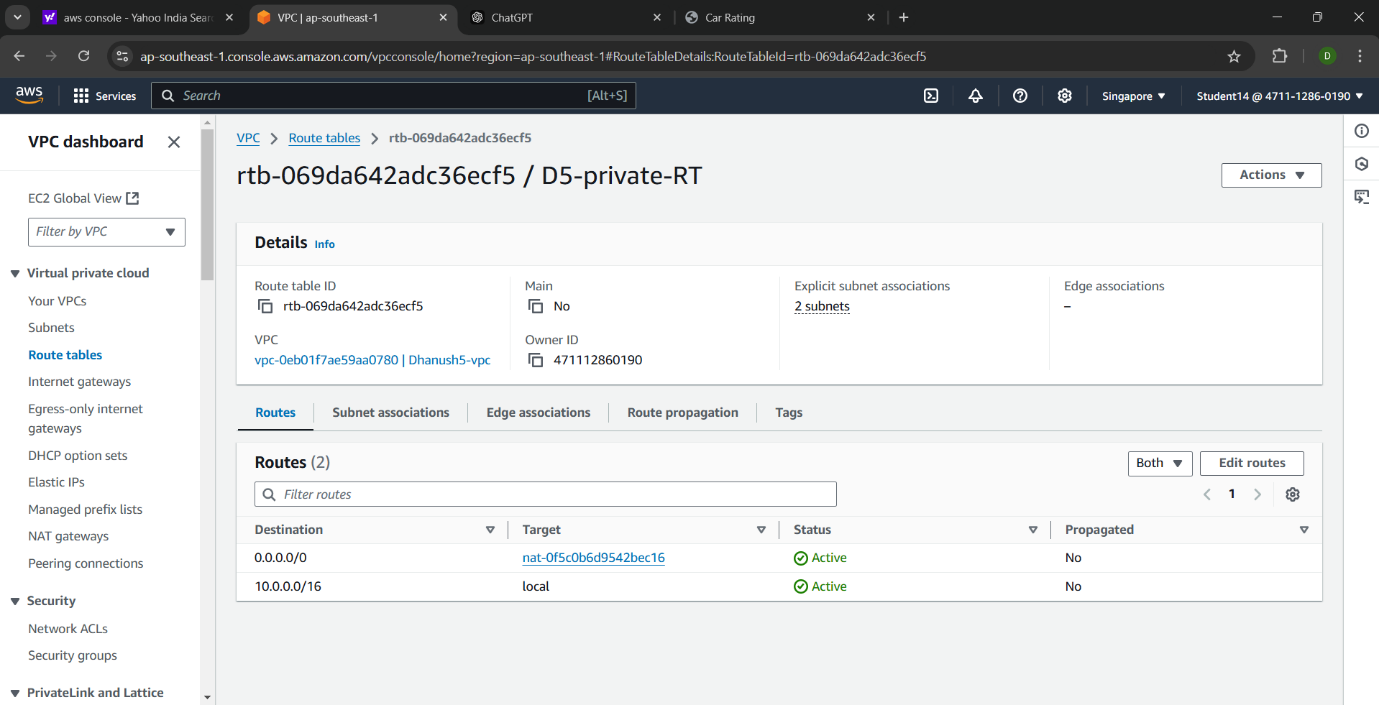 aws console - Yahoo India Sear
VPC | ap-southeast-1
ChatGPT
Car Rating
ap-southeast-1.console.aws.amazon.com/vpcconsole/home?region=ap-southeast-1#RouteTableDetails:RouteTableId=rtb-069da642adc36ecf5
D
aws
Services
Search
[Alt+S]
Singapore
Student14 @ 4711-1286-0190
VPC dashboard
EC2 Global View
Filter by VPC
Virtual private cloud
Your VPCs
Subnets
Route tables
Internet gateways
Egress-only internet
gateways
DHCP option sets
Elastic IPs
Managed prefix lists
NAT gateways
Peering connections
Security
Network ACLs
Security groups
PrivateLink and Lattice
VPC > Route tables > rtb-069da642adc36ecf5
rtb-069da642adc36ecf5 / D5-private-RT
Actions
Details Info
Route table ID
rtb-069da642adc36ecf5
Main
No
Explicit subnet associations
2 subnets
Edge associations
–
VPC
vpc-0eb01f7ae59aa0780 | Dhanush5-vpc
Owner ID
471112860190
Routes
Subnet associations
Edge associations
Route propagation
Tags
Routes (2)
Both
Edit routes
Filter routes
1
Destination Target Status Propagated
0.0.0.0/0 nat-0f5c0b6d9542bec16 Active No
10.0.0.0/16 local Active No